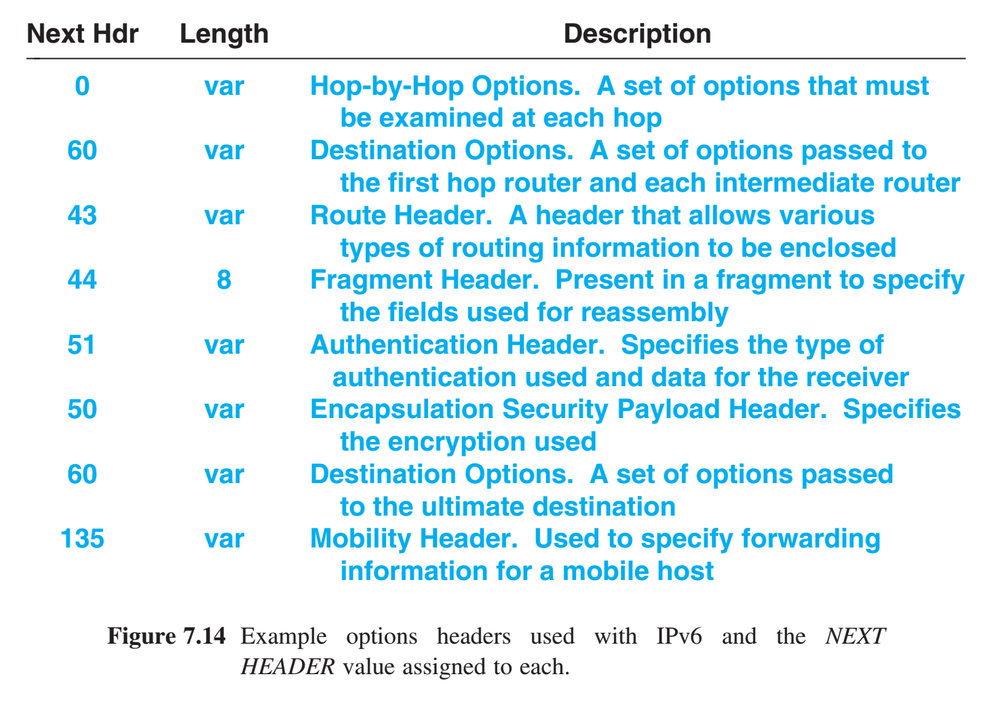 Next Hdr Length Description
0 var Hop-by-Hop Options. A set of options that must
be examined at each hop
60 var Destination Options. A set of options passed to
the first hop router and each intermediate router
43 var Route Header. A header that allows various
types of routing information to be enclosed
44 8 Fragment Header. Present in a fragment to specify
the fields used for reassembly
51 var Authentication Header. Specifies the type of
authentication used and data for the receiver
50 var Encapsulation Security Payload Header. Specifies
the encryption used
60 var Destination Options. A set of options passed
to the ultimate destination
135 var Mobility Header. Used to specify forwarding
information for a mobile host
Figure 7.14 Example options headers used with IPv6 and the NEXT
HEADER value assigned to each.